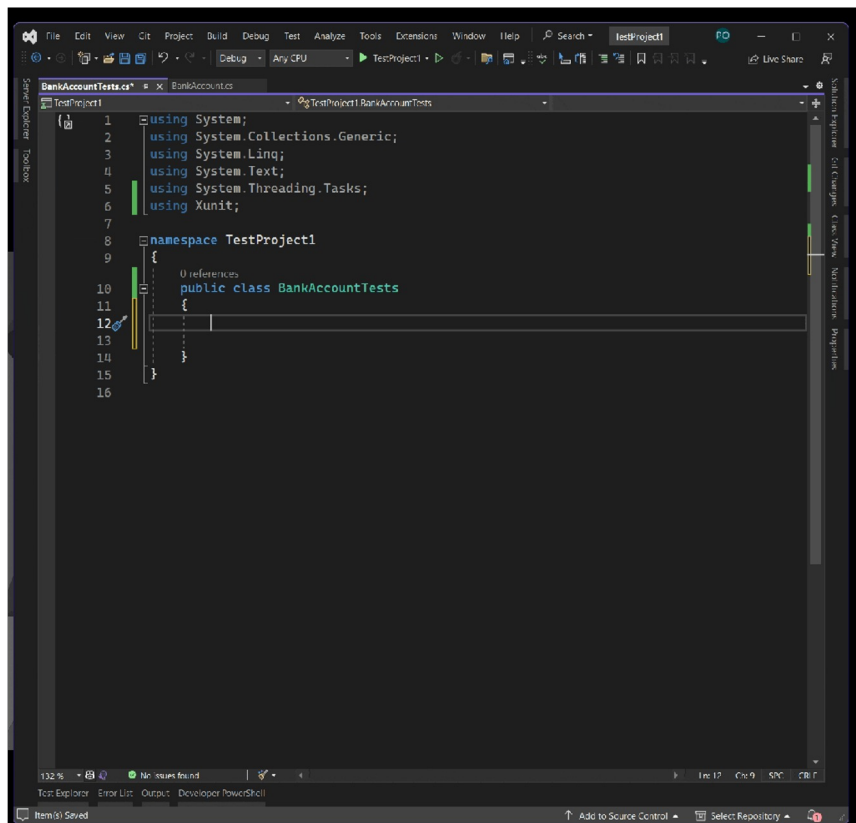 File Edit View Git Project Build Debug Test Analyze Tools Extensions Window Help Search TestProject1 RO
Debug Any CPU TestProject1 Live Share
BankAccountTests.cs* BankAccount.cs
TestProject1 TestProject1.BankAccountTests
1 using System;
2 using System.Collections.Generic;
3 using System.Linq;
4 using System.Text;
5 using System.Threading.Tasks;
6 using Xunit;
7
8 namespace TestProject1
9 {
0 references
10 public class BankAccountTests
11 {
12
13
14 }
15 }
16
Server Explorer
Toolbox
Solution Explorer
Git Changes
Class View
Notifications
Properties
132 % No issues found Ln: 12 Ch: 9 SPC CRLF
Test Explorer Error List Output Developer PowerShell
Item(s) Saved Add to Source Control Select Repository 1